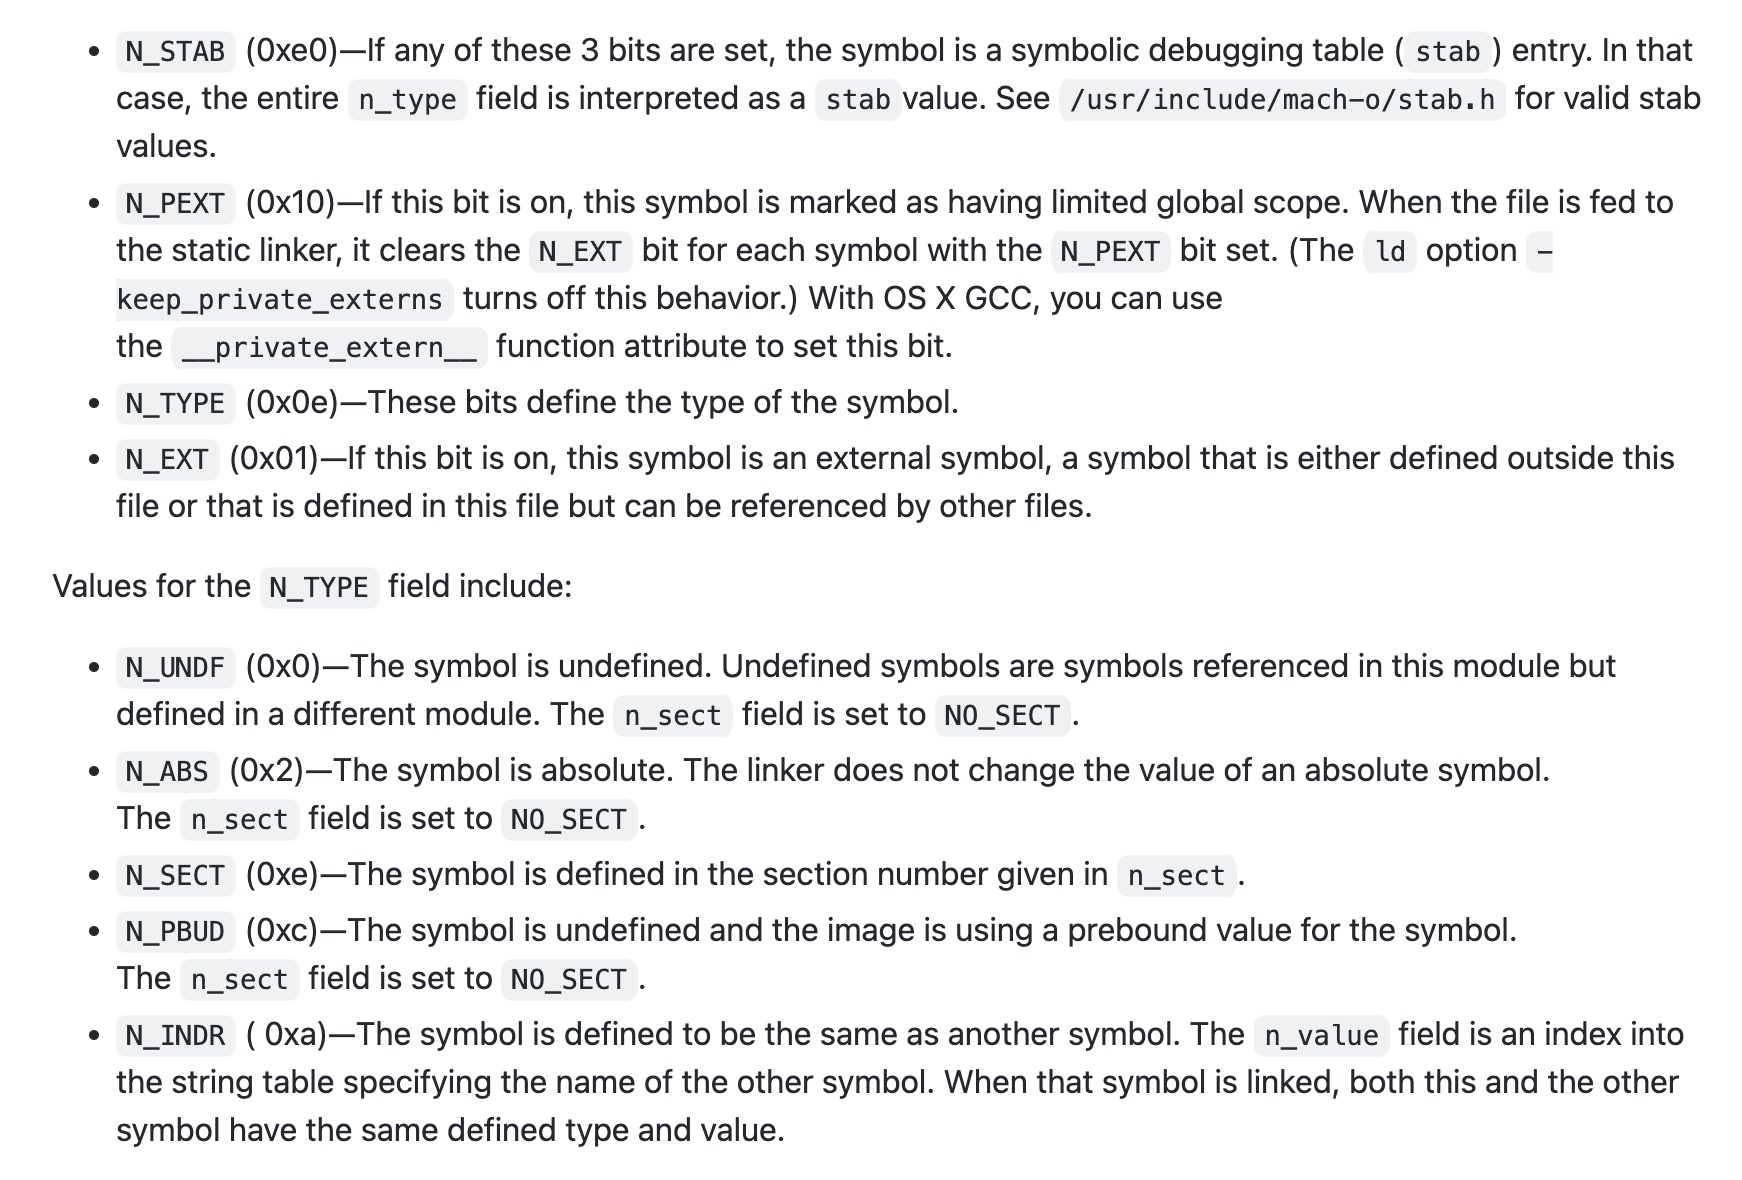 • N_STAB (0xe0)—If any of these 3 bits are set, the symbol is a symbolic debugging table ( stab ) entry. In that
case, the entire n_type field is interpreted as a stab value. See /usr/include/mach-o/stab.h for valid stab
values.
• N_PEXT (0x10)—If this bit is on, this symbol is marked as having limited global scope. When the file is fed to
the static linker, it clears the N_EXT bit for each symbol with the N_PEXT bit set. (The ld option -
keep_private_externs turns off this behavior.) With OS X GCC, you can use
the __private_extern__ function attribute to set this bit.
• N_TYPE (0x0e)—These bits define the type of the symbol.
• N_EXT (0x01)—If this bit is on, this symbol is an external symbol, a symbol that is either defined outside this
file or that is defined in this file but can be referenced by other files.
Values for the N_TYPE field include:
• N_UNDF (0x0)—The symbol is undefined. Undefined symbols are symbols referenced in this module but
defined in a different module. The n_sect field is set to NO_SECT.
• N_ABS (0x2)—The symbol is absolute. The linker does not change the value of an absolute symbol.
The n_sect field is set to NO_SECT.
• N_SECT (0xe)—The symbol is defined in the section number given in n_sect.
• N_PBUD (0xc)—The symbol is undefined and the image is using a prebound value for the symbol.
The n_sect field is set to NO_SECT.
• N_INDR ( 0xa)—The symbol is defined to be the same as another symbol. The n_value field is an index into
the string table specifying the name of the other symbol. When that symbol is linked, both this and the other
symbol have the same defined type and value.